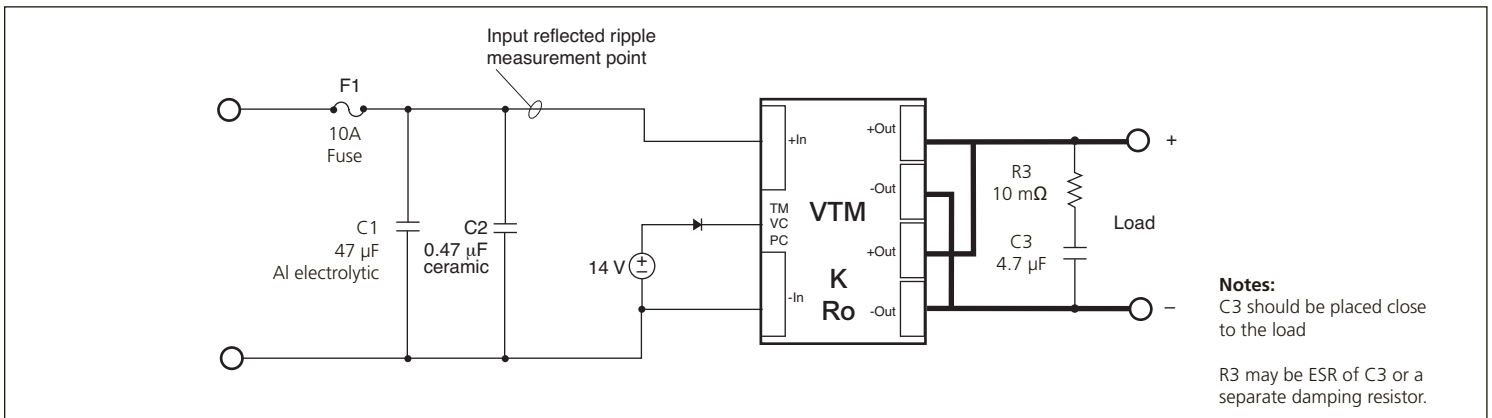 Input reflected ripple
measurement point
F1
10A
Fuse
C1
47 µF
Al electrolytic
C2
0.47 µF
ceramic
14 V
+
−
+In
TM
VC
PC
-In
VTM
K
Ro
+Out
-Out
+Out
-Out
R3
10 mΩ
C3
4.7 µF
Load
+
–
Notes:
C3 should be placed close
to the load
R3 may be ESR of C3 or a
separate damping resistor.